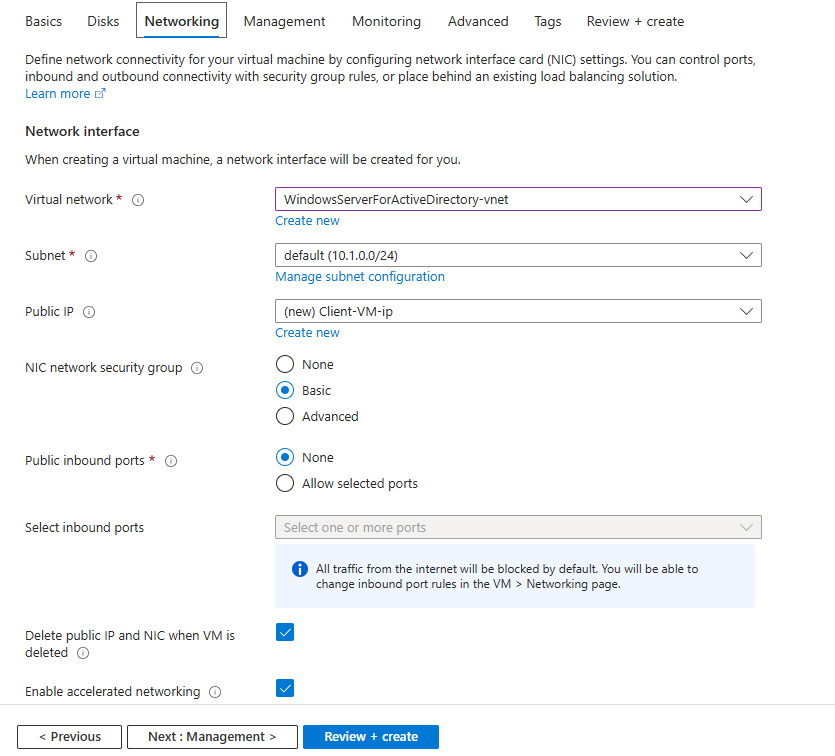 Basics Disks Networking Management Monitoring Advanced Tags Review + create
Define network connectivity for your virtual machine by configuring network interface card (NIC) settings. You can control ports,
inbound and outbound connectivity with security group rules, or place behind an existing load balancing solution.
Learn more
Network interface
When creating a virtual machine, a network interface will be created for you.
Virtual network *
WindowsServerForActiveDirectory-vnet
Create new
Subnet *
default (10.1.0.0/24)
Manage subnet configuration
Public IP
(new) Client-VM-ip
Create new
NIC network security group
None
Basic
Advanced
Public inbound ports *
None
Allow selected ports
Select inbound ports
Select one or more ports
All traffic from the internet will be blocked by default. You will be able to
change inbound port rules in the VM > Networking page.
Delete public IP and NIC when VM is
deleted
Enable accelerated networking
< Previous
Next : Management >
Review + create